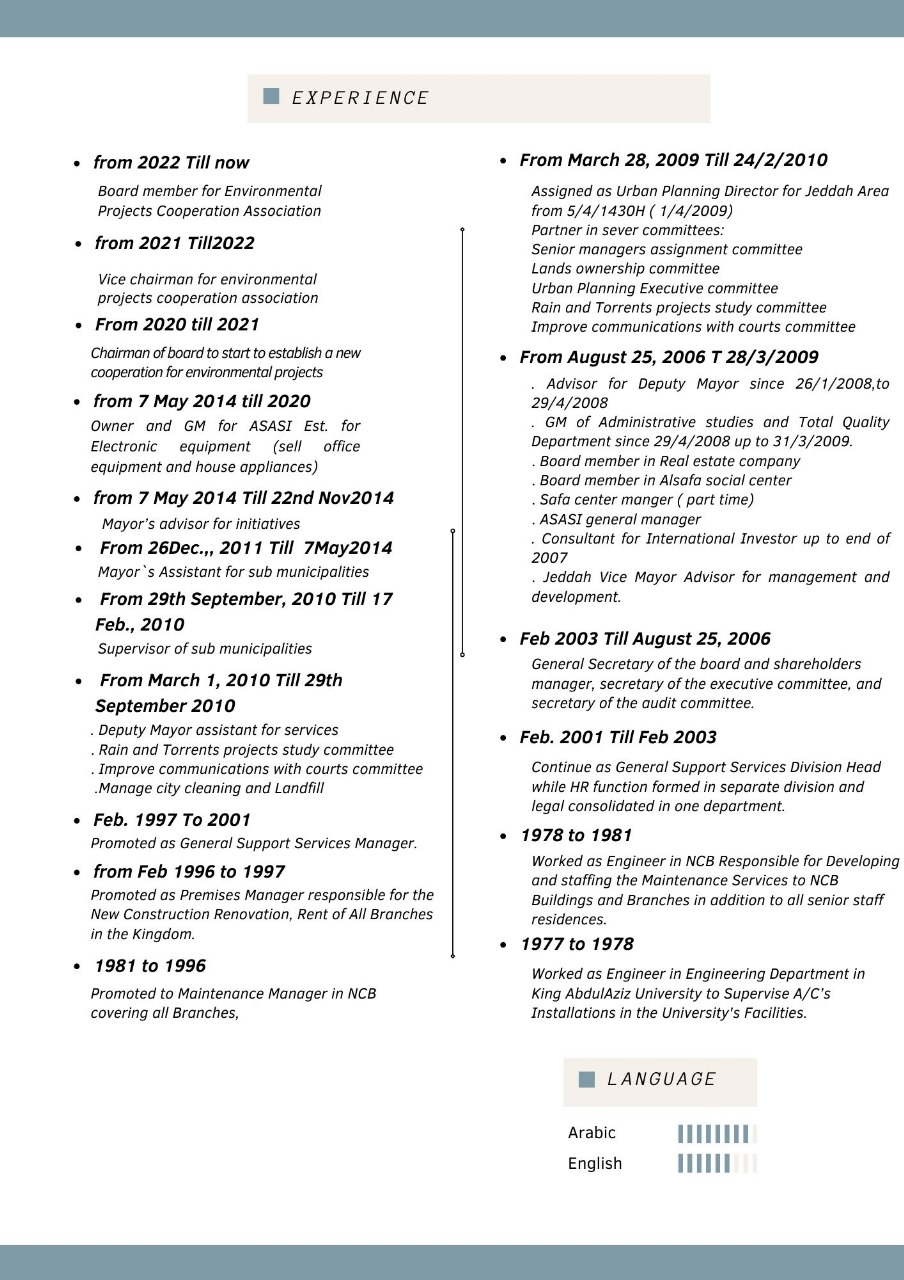 EXPERIENCE
• from 2022 Till now
Board member for Environmental
Projects Cooperation Association
• from 2021 Till2022
Vice chairman for environmental
projects cooperation association
• From 2020 till 2021
Chairman of board to start to establish a new
cooperation for environmental projects
• from 7 May 2014 till 2020
Owner and GM for ASASI Est. for
Electronic equipment (sell office
equipment and house appliances)
• from 7 May 2014 Till 22nd Nov2014
Mayor's advisor for initiatives
• From 26Dec.,, 2011 Till 7May2014
Mayor`s Assistant for sub municipalities
• From 29th September, 2010 Till 17
Feb., 2010
Supervisor of sub municipalities
• From March 1, 2010 Till 29th
September 2010
. Deputy Mayor assistant for services
. Rain and Torrents projects study committee
. Improve communications with courts committee
.Manage city cleaning and Landfill
• Feb. 1997 To 2001
Promoted as General Support Services Manager.
• from Feb 1996 to 1997
Promoted as Premises Manager responsible for the
New Construction Renovation, Rent of All Branches
in the Kingdom.
• 1981 to 1996
Promoted to Maintenance Manager in NCB
covering all Branches,
• From March 28, 2009 Till 24/2/2010
Assigned as Urban Planning Director for Jeddah Area
from 5/4/1430H ( 1/4/2009)
Partner in sever committees:
Senior managers assignment committee
Lands ownership committee
Urban Planning Executive committee
Rain and Torrents projects study committee
Improve communications with courts committee
• From August 25, 2006 T 28/3/2009
. Advisor for Deputy Mayor since 26/1/2008,to
29/4/2008
. GM of Administrative studies and Total Quality
Department since 29/4/2008 up to 31/3/2009.
. Board member in Real estate company
. Board member in Alsafa social center
. Safa center manger ( part time)
. ASASI general manager
. Consultant for International Investor up to end of
2007
. Jeddah Vice Mayor Advisor for management and
development.
• Feb 2003 Till August 25, 2006
General Secretary of the board and shareholders
manager, secretary of the executive committee, and
secretary of the audit committee.
• Feb. 2001 Till Feb 2003
Continue as General Support Services Division Head
while HR function formed in separate division and
legal consolidated in one department.
• 1978 to 1981
Worked as Engineer in NCB Responsible for Developing
and staffing the Maintenance Services to NCB
Buildings and Branches in addition to all senior staff
residences.
• 1977 to 1978
Worked as Engineer in Engineering Department in
King AbdulAziz University to Supervise A/C's
Installations in the University's Facilities.
LANGUAGE
Arabic
English